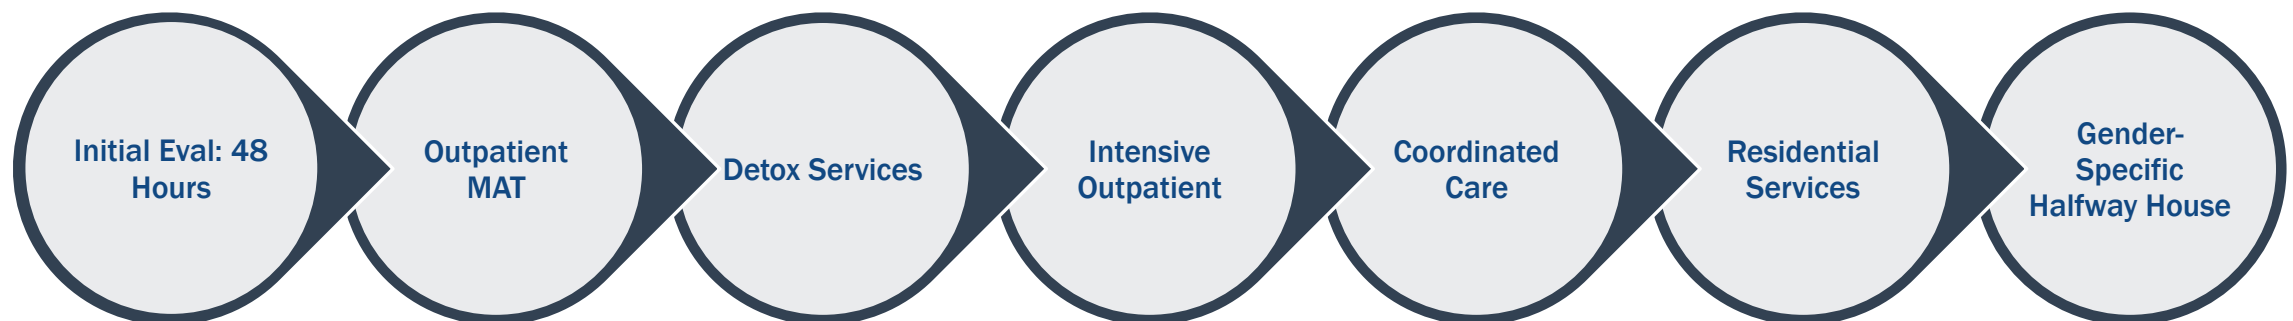 Initial Eval: 48
Hours
Outpatient
MAT
Detox Services
Intensive
Outpatient
Coordinated
Care
Residential
Services
Gender-
Specific
Halfway House